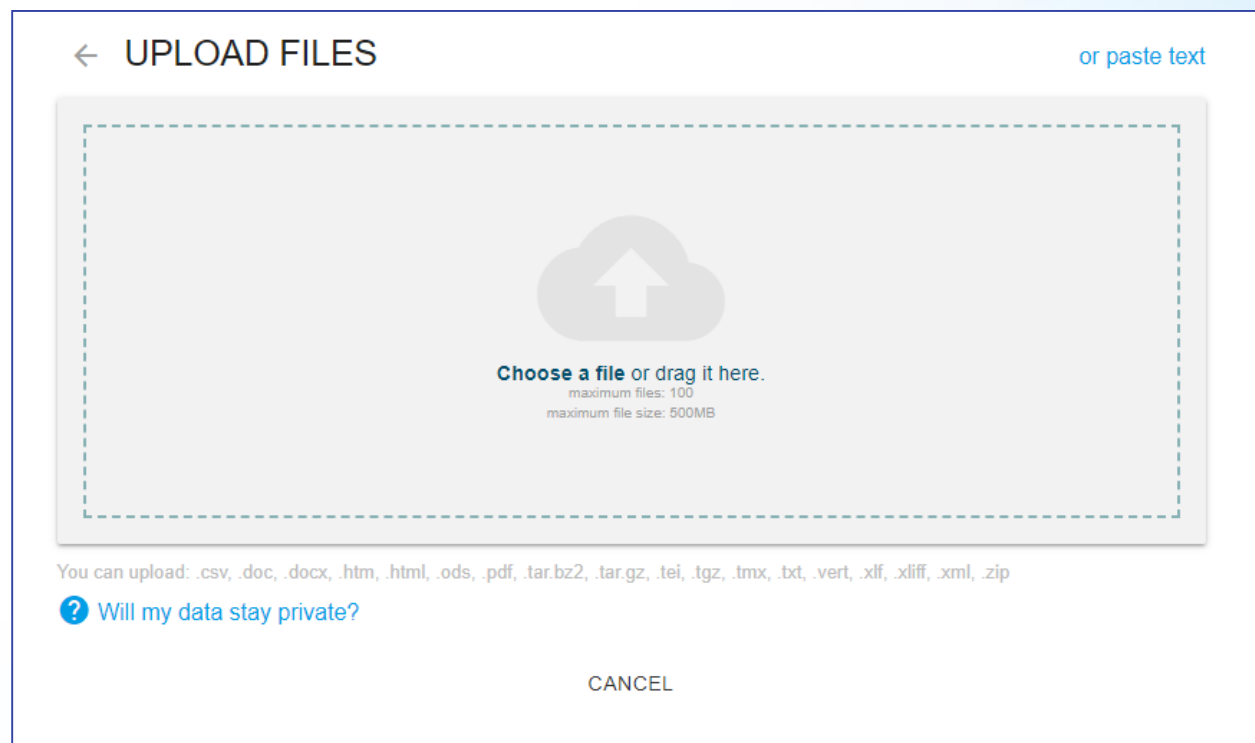 UPLOAD FILES
or paste text
Choose a file or drag it here.
maximum files: 100
maximum file size: 500MB
You can upload: .csv, .doc, .docx, .htm, .html, .ods, .pdf, .tar.bz2, .tar.gz, .tei, .tgz, .tmx, .txt, .vert, .xlf, .xliff, .xml, .zip
? Will my data stay private?
CANCEL